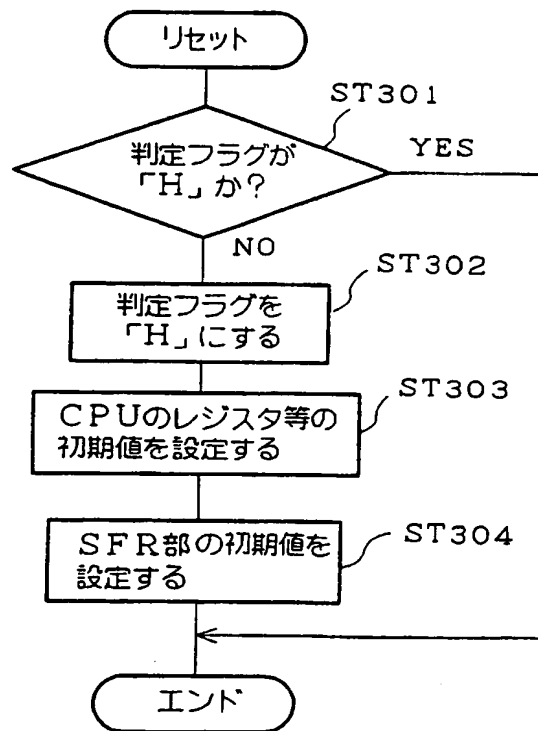 リセット
ST301
判定フラグが
「H」か?
YES
NO
ST302
判定フラグを
「H」にする
ST303
CPUのレジスタ等の
初期値を設定する
ST304
SFR部の初期値を
設定する
エンド